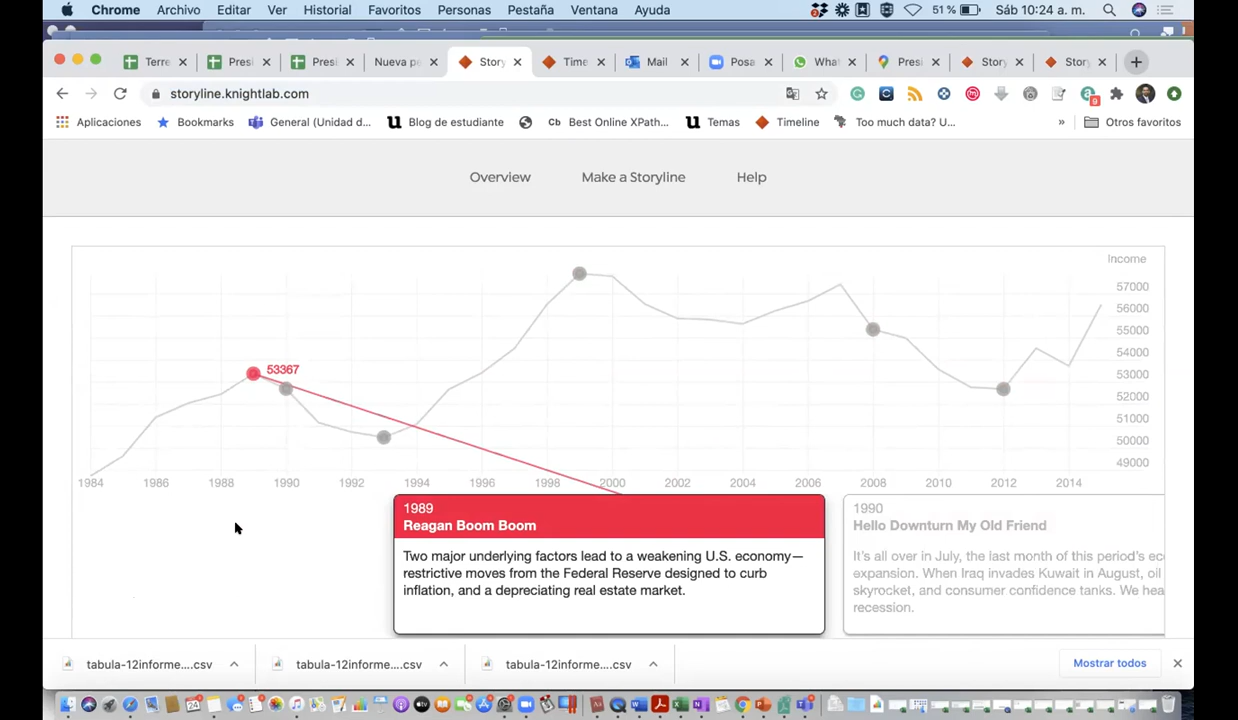 Chrome Archivo Editar Ver Historial Favoritos Personas Pestaña Ventana Ayuda 51 % Sáb 10:24 a. m.
Terre Presi Presi Nueva pe Story Time Mail Posa What Presi Story Story
storyline.knightlab.com
9
Aplicaciones Bookmarks General (Unidad d... Blog de estudiante Cb Best Online XPath... Temas Timeline Too much data? U... » Otros favoritos
Overview Make a Storyline Help
Income
57000
56000
55000
54000
53000
52000
51000
50000
49000
53367
1984 1986 1988 1990 1992 1994 1996 1998 2000 2002 2004 2006 2008 2010 2012 2014
1989
Reagan Boom Boom
Two major underlying factors lead to a weakening U.S. economy—
restrictive moves from the Federal Reserve designed to curb
inflation, and a depreciating real estate market.
1990
Hello Downturn My Old Friend
It's all over in July, the last month of this period's ec
expansion. When Iraq invades Kuwait in August, oil
skyrocket, and consumer confidence tanks. We hea
recession.
tabula-12informe....csv tabula-12informe....csv tabula-12informe....csv Mostrar todos